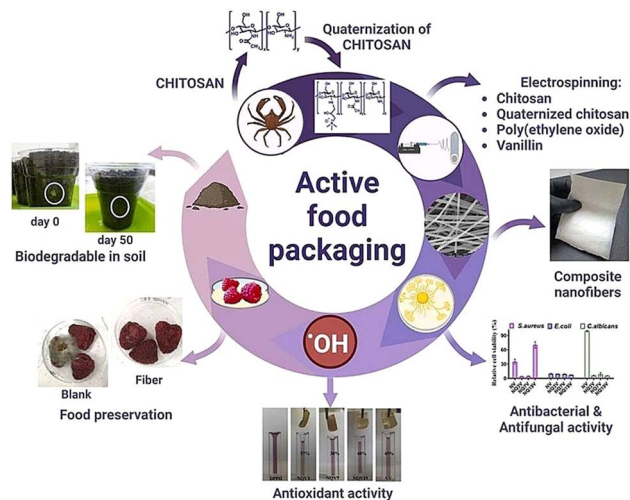 Quaternization of
CHITOSAN
CHITOSAN
Electrospinning:
• Chitosan
• Quaternized chitosan
• Poly(ethylene oxide)
• Vanillin
Active
food
packaging
day 0
day 50
Biodegradable in soil
Composite
nanofibers
S.aureus E.coli C.albicans
Relative cell viability (%)
Antibacterial &
Antifungal activity
•OH
Blank
Fiber
Food preservation
DPPH
Antioxidant activity